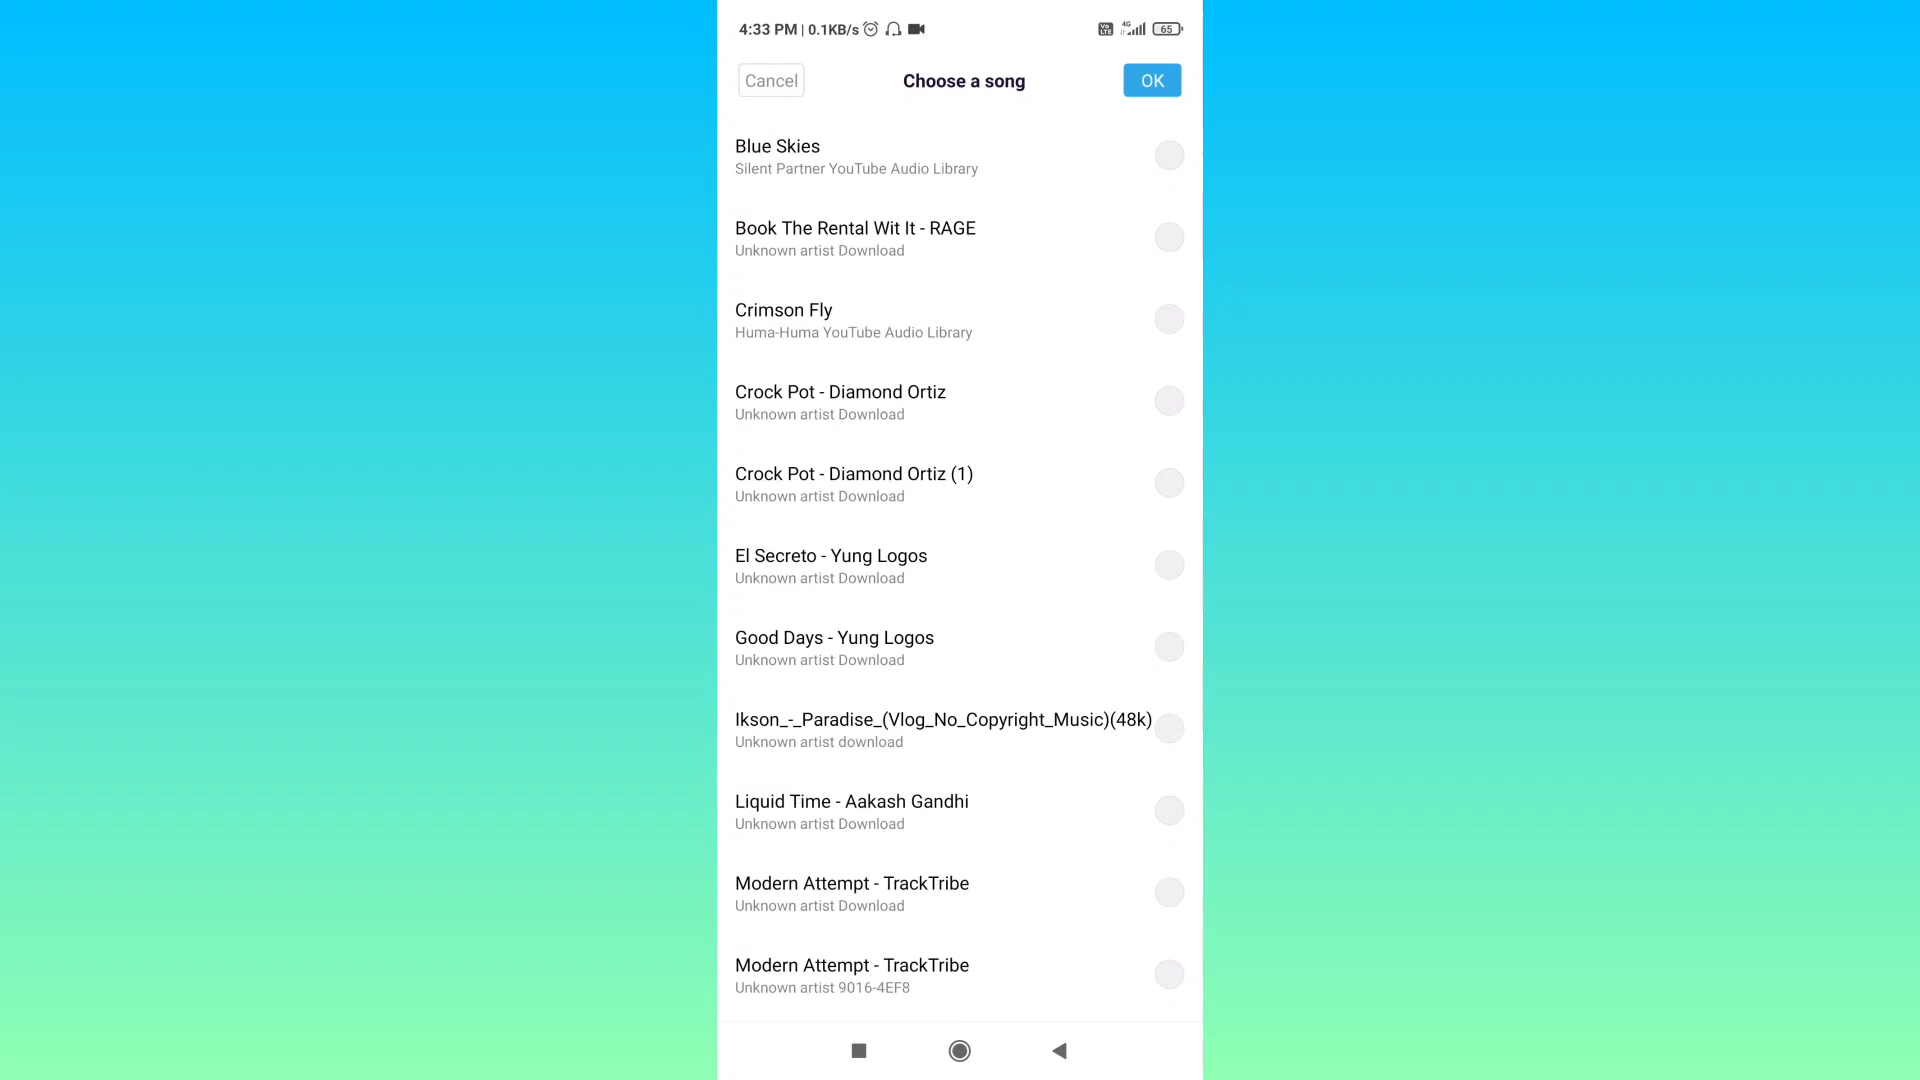 4:33 PM | 0.1KB/s
Vo LTE 4G 65
Cancel
Choose a song
OK
Blue Skies
Silent Partner YouTube Audio Library
Book The Rental Wit It - RAGE
Unknown artist Download
Crimson Fly
Huma-Huma YouTube Audio Library
Crock Pot - Diamond Ortiz
Unknown artist Download
Crock Pot - Diamond Ortiz (1)
Unknown artist Download
El Secreto - Yung Logos
Unknown artist Download
Good Days - Yung Logos
Unknown artist Download
Ikson_-_Paradise_(Vlog_No_Copyright_Music)(48k)
Unknown artist download
Liquid Time - Aakash Gandhi
Unknown artist Download
Modern Attempt - TrackTribe
Unknown artist Download
Modern Attempt - TrackTribe
Unknown artist 9016-4EF8